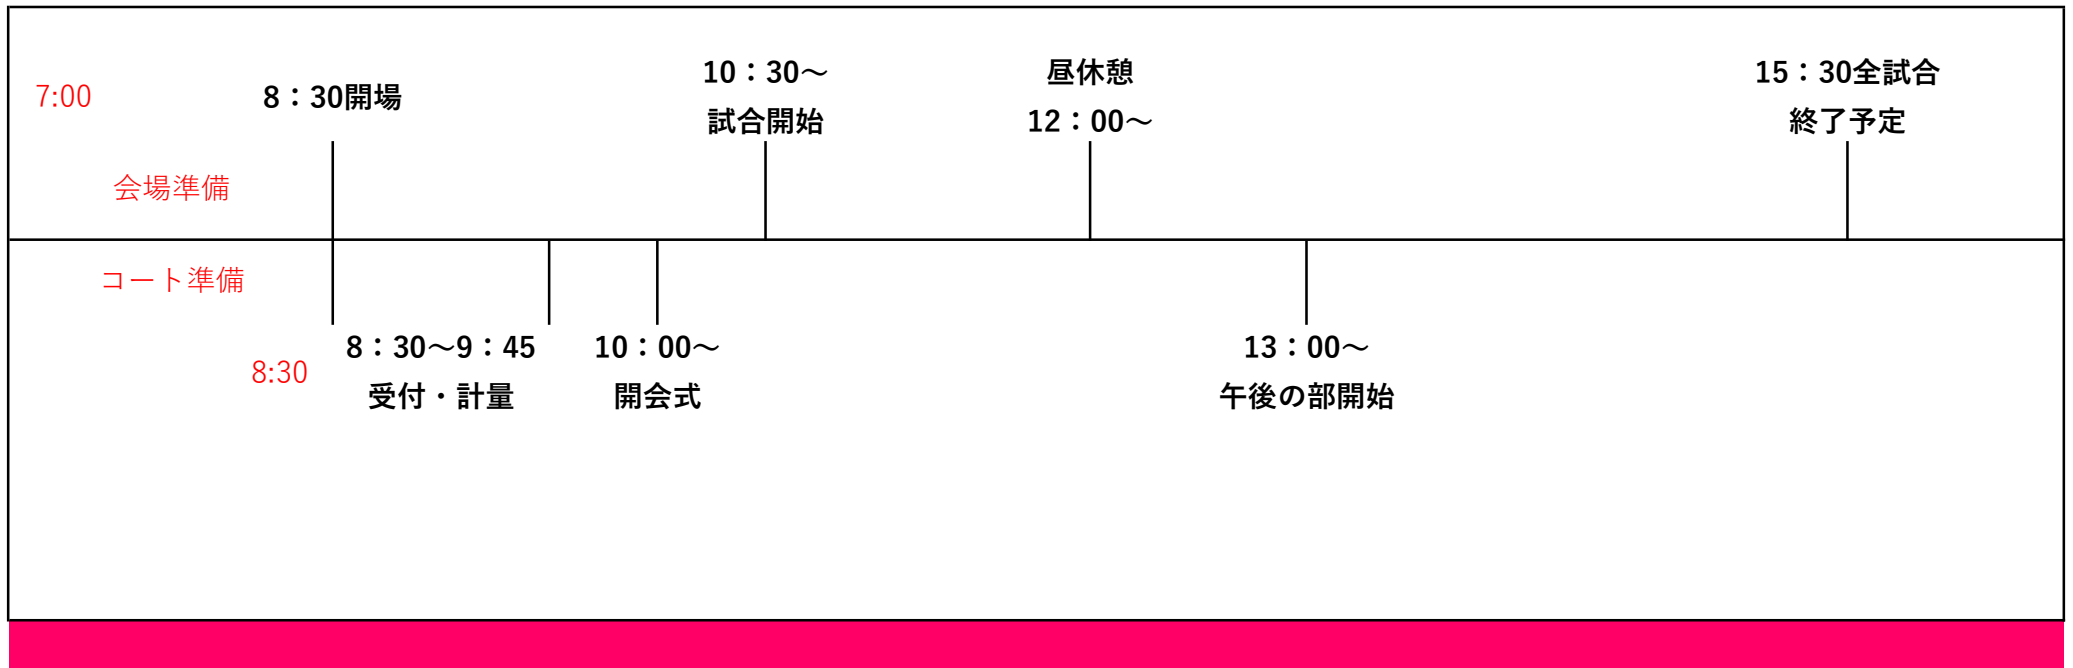 7:00
8：30開場
10：30～
試合開始
昼休憩
12：00～
15：30全試合
終了予定
会場準備
コート準備
8:30
8：30～9：45
受付・計量
10：00～
開会式
13：00～
午後の部開始